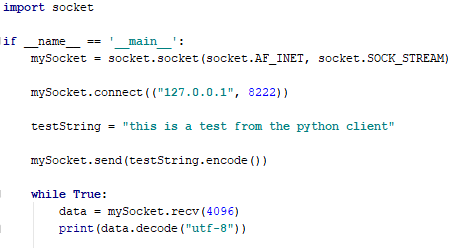 import socket
if __name__ == '__main__':
mySocket = socket.socket(socket.AF_INET, socket.SOCK_STREAM)
mySocket.connect(("127.0.0.1", 8222))
testString = "this is a test from the python client"
mySocket.send(testString.encode())
while True:
data = mySocket.recv(4096)
print(data.decode("utf-8"))